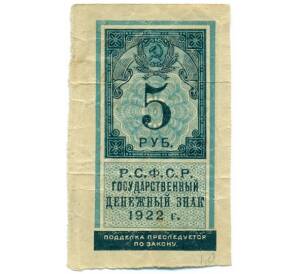 5
РУБ.
Р.С.Ф.С.Р.
ГОСУДАРСТВЕННЫЙ
ДЕНЕЖНЫЙ ЗНАК
1922 г.
ПОДДЕЛКА ПРЕСЛЕДУЕТСЯ
ПО ЗАКОНУ.